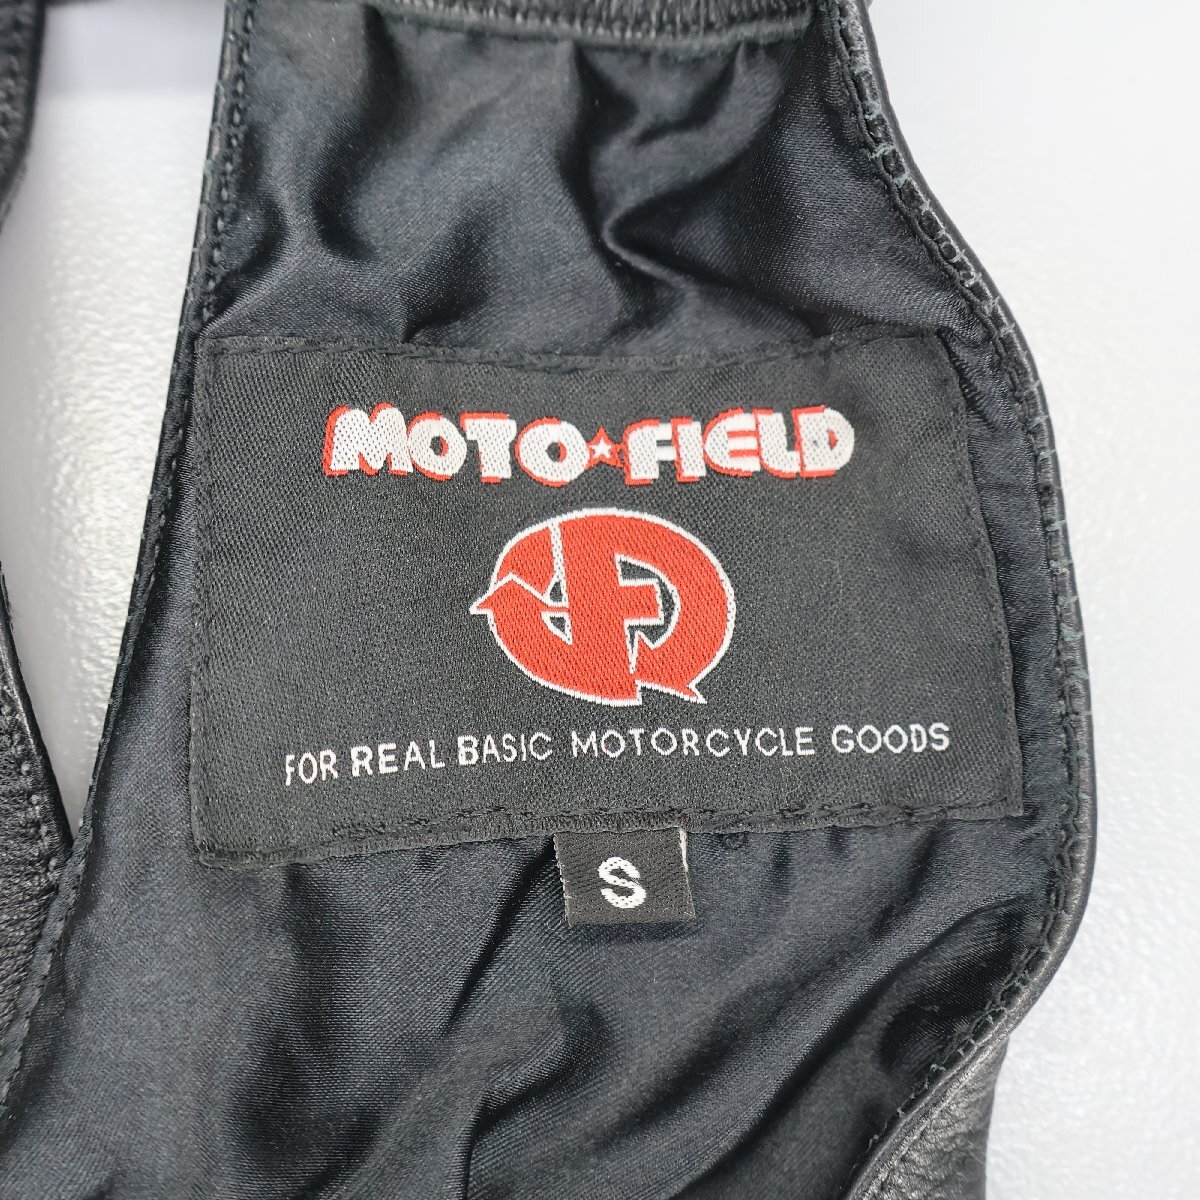 MOTO★FIELD
FOR REAL BASIC MOTORCYCLE GOODS
S